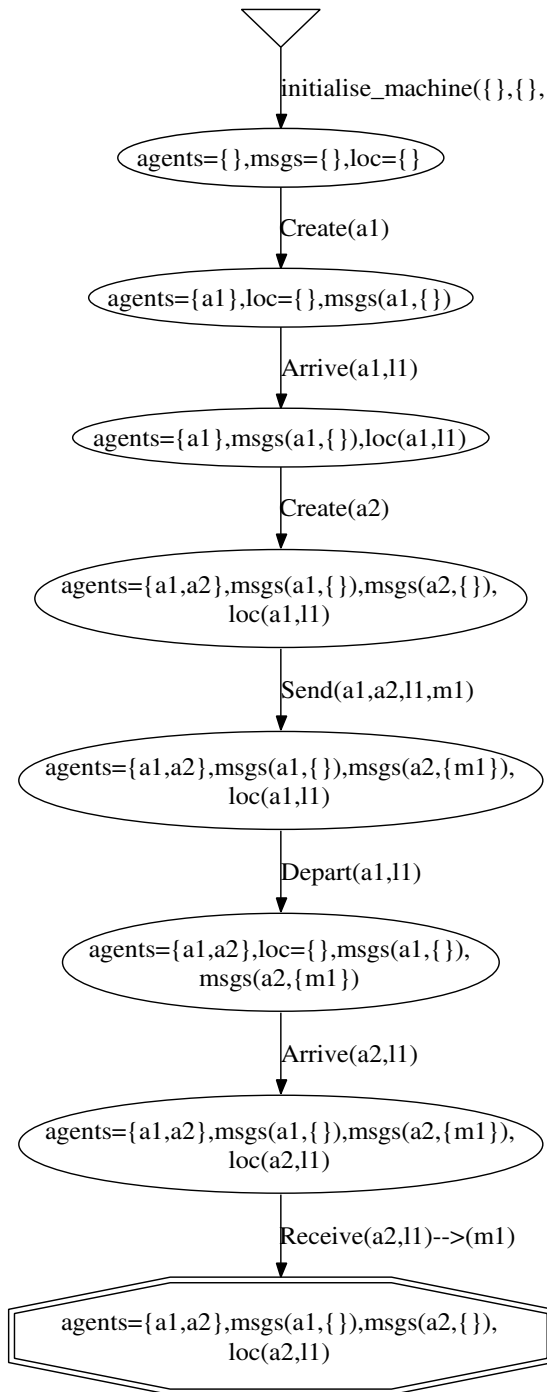 initialise_machine({},{},
agents={},msgs={},loc={}
Create(a1)
agents={a1},loc={},msgs(a1,{})
Arrive(a1,l1)
agents={a1},msgs(a1,{}),loc(a1,l1)
Create(a2)
agents={a1,a2},msgs(a1,{}),msgs(a2,{}),
loc(a1,l1)
Send(a1,a2,l1,m1)
agents={a1,a2},msgs(a1,{}),msgs(a2,{m1}),
loc(a1,l1)
Depart(a1,l1)
agents={a1,a2},loc={},msgs(a1,{}),
msgs(a2,{m1})
Arrive(a2,l1)
agents={a1,a2},msgs(a1,{}),msgs(a2,{m1}),
loc(a2,l1)
Receive(a2,l1)-->(m1)
agents={a1,a2},msgs(a1,{}),msgs(a2,{}),
loc(a2,l1)